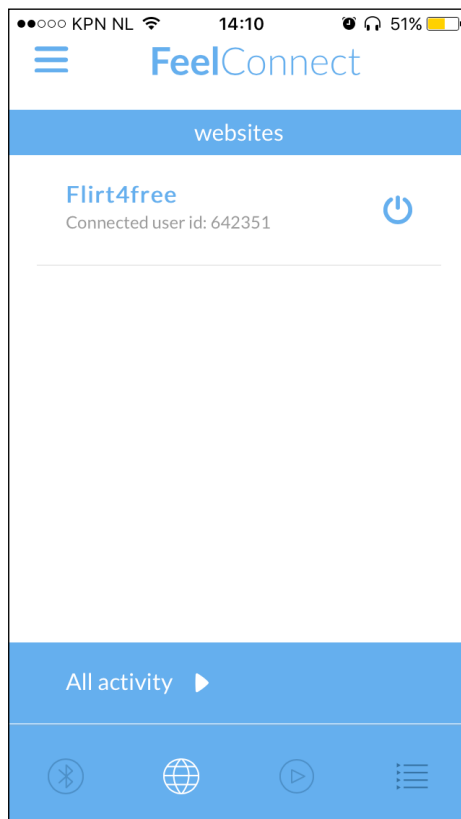 ●●○○○ KPN NL 14:10 51%
FeelConnect
websites
Flirt4free
Connected user id: 642351
All activity